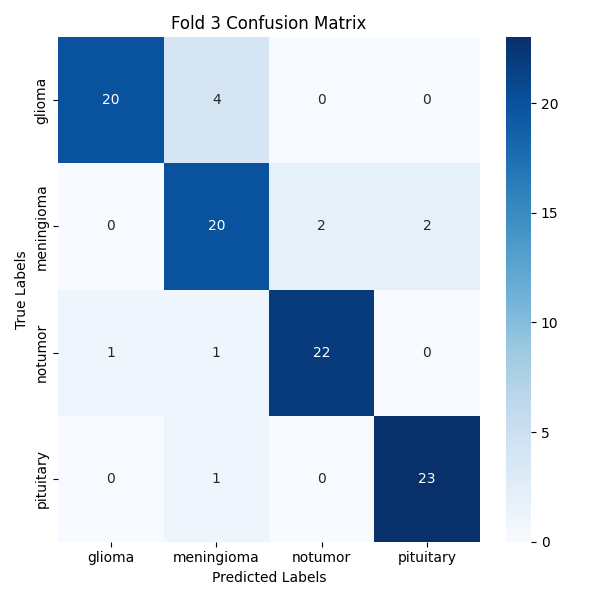 Fold 3 Confusion Matrix
True Labels
glioma 20 4 0 0
meningioma 0 20 2 2
notumor 1 1 22 0
pituitary 0 1 0 23
glioma meningioma notumor pituitary
Predicted Labels
20
15
10
5
0